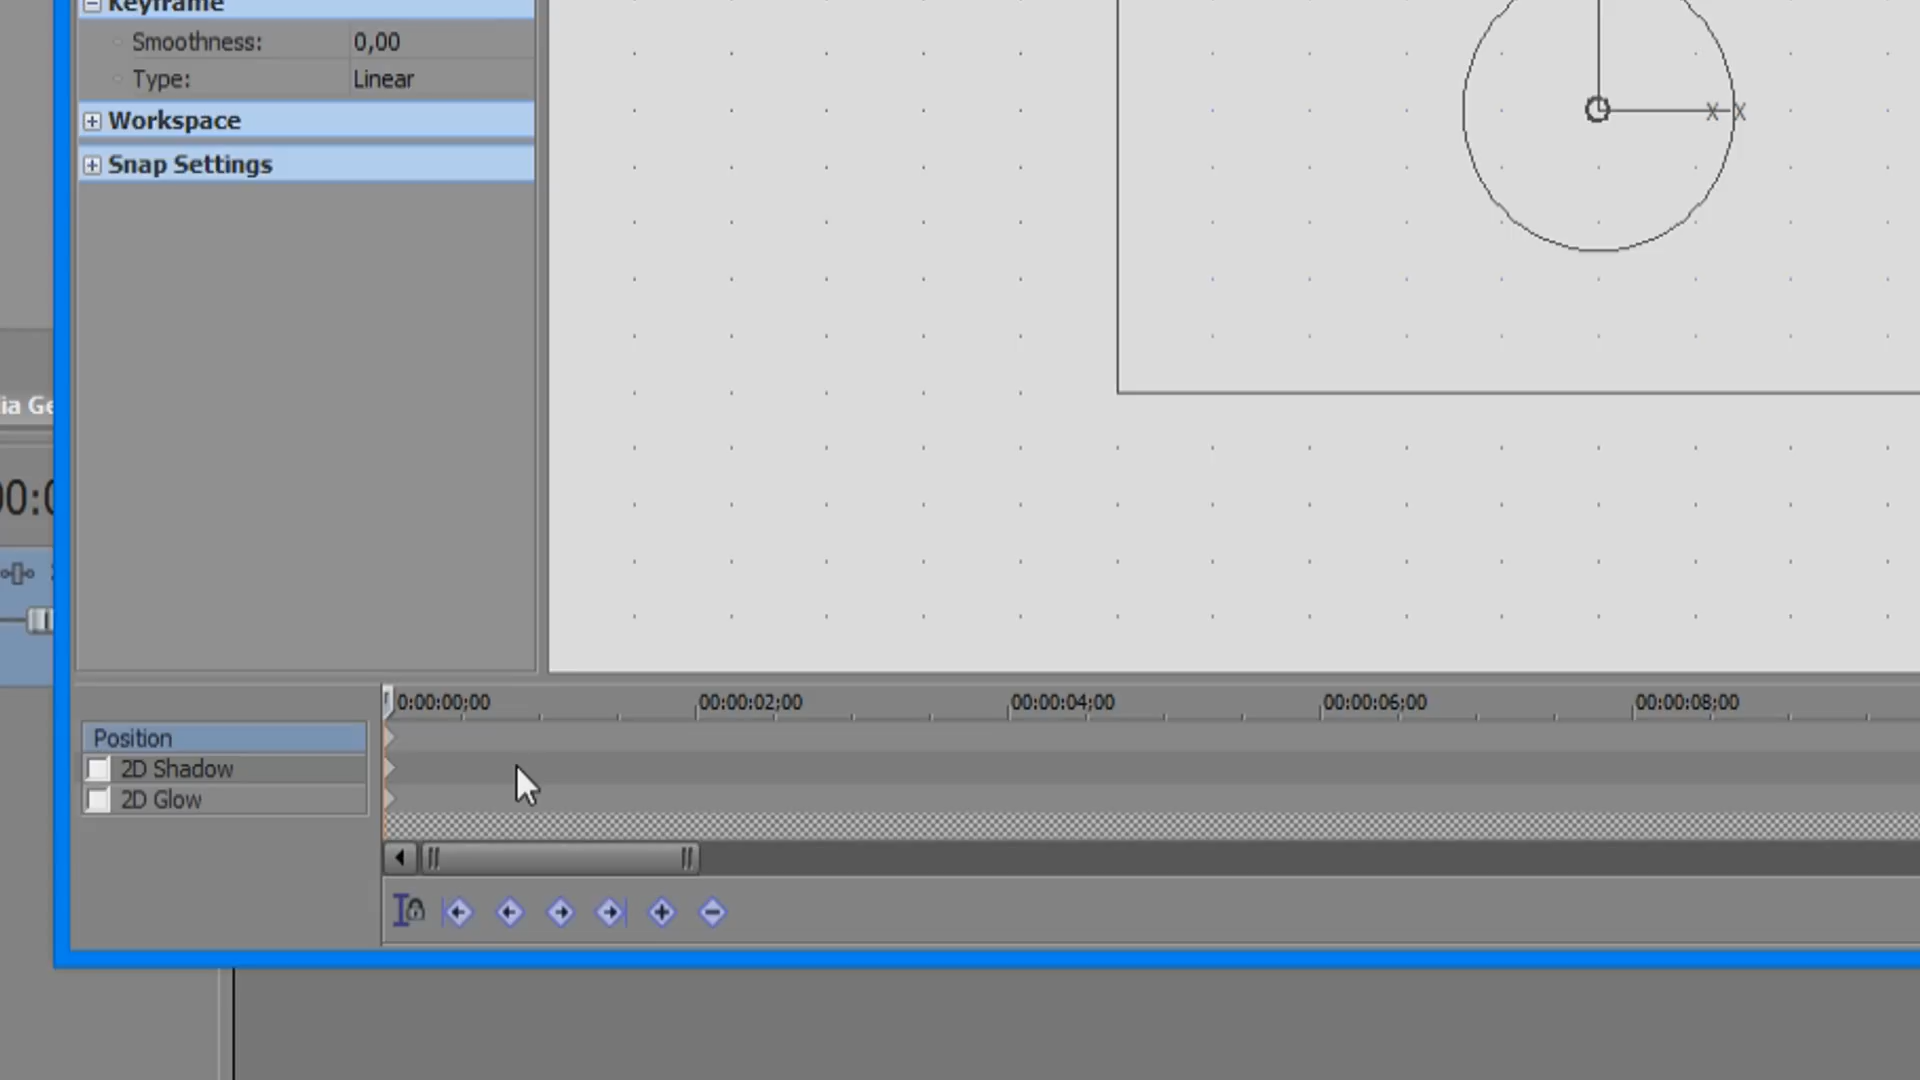 Keyframe
Smoothness: 0,00
Type: Linear
Workspace
Snap Settings
X X
ia Ge
00:0
0:00:00;00 00:00:02;00 00:00:04;00 00:00:06;00 00:00:08;00
Position
2D Shadow
2D Glow